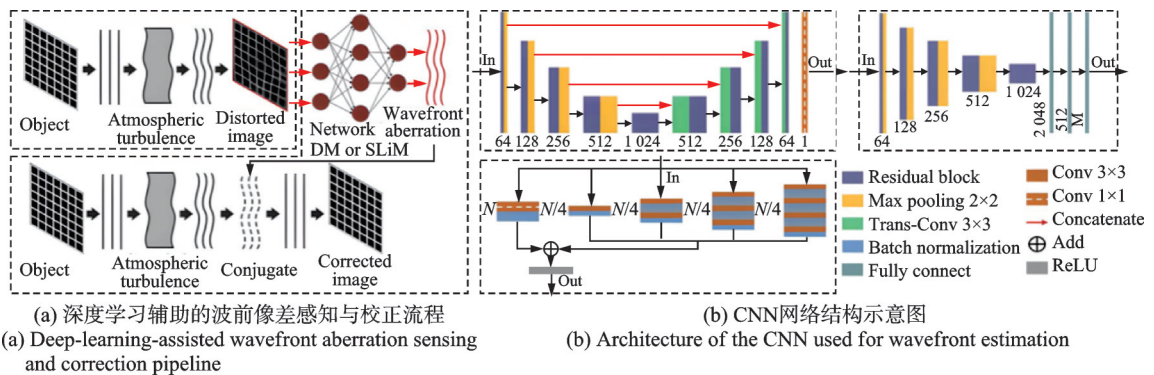 Object
Atmospheric
turbulence
Distorted
image
Network
DM or SLiM
Wavefront
aberration
Object
Atmospheric
turbulence
Conjugate
Corrected
image
In
64
128
256
512
1 024
512
256
128
64
1
Out
In
64
128
256
512
1 024
2 048
512
M
Out
In
N
N/4
N/4
N/4
N/4
Out
Residual block
Max pooling 2×2
Trans-Conv 3×3
Batch normalization
Fully connect
Conv 3×3
Conv 1×1
Concatenate
Add
ReLU
(a) 深度学习辅助的波前像差感知与校正流程
(a) Deep-learning-assisted wavefront aberration sensing
and correction pipeline
(b) CNN网络结构示意图
(b) Architecture of the CNN used for wavefront estimation